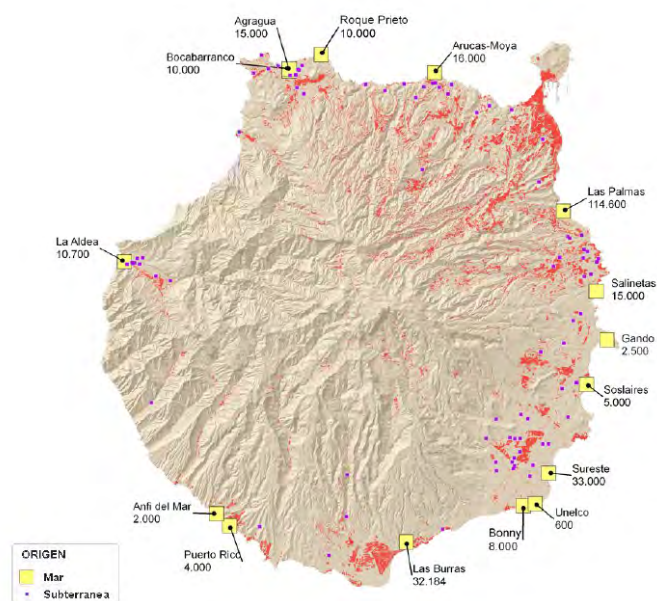 Agragua
15.000
Roque Prieto
10.000
Bocabarranco
10.000
Arucas-Moya
16.000
Las Palmas
114.600
La Aldea
10.700
Salinetas
15.000
Gando
2.500
Soslaires
5.000
Sureste
33.000
Anfi del Mar
2.000
Unelco
600
Bonny
8.000
Puerto Rico
4.000
Las Burras
32.184
ORIGEN
Mar
Subterranea